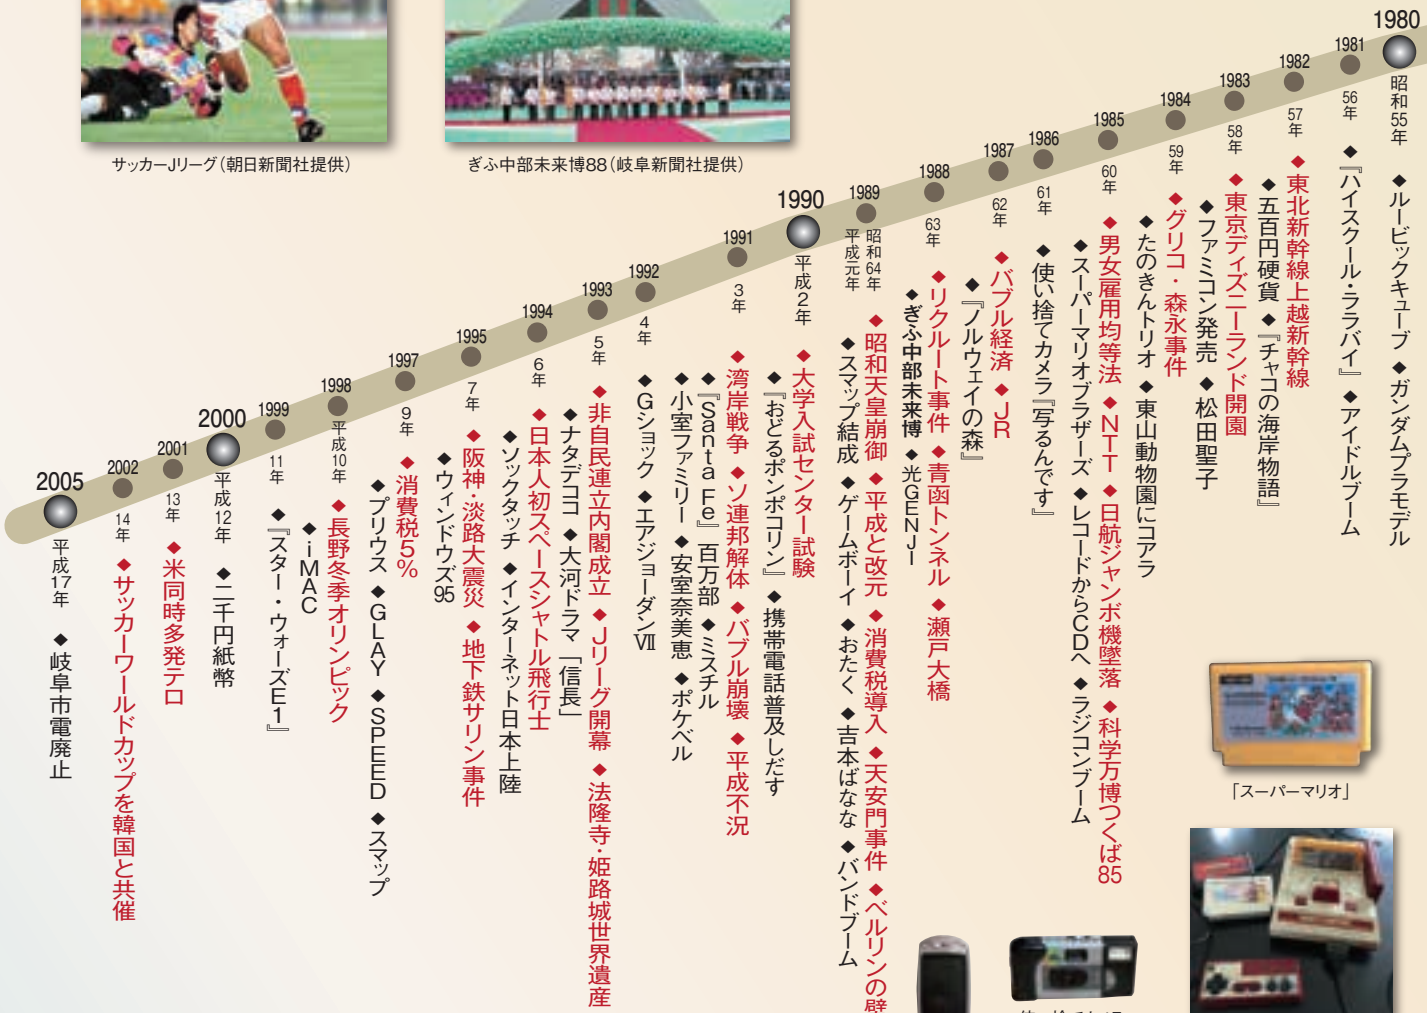 サッカーJリーグ（朝日新聞社提供）
ぎふ中部未来博88（岐阜新聞社提供）
1980
昭和55年
◆ルービックキューブ ◆ガンダムプラモデル
1981
56年
◆『ハイスクール・ララバイ』 ◆アイドルブーム
1982
57年
◆東北新幹線上越新幹線
◆五百円硬貨 ◆『チャコの海岸物語』
1983
58年
◆東京ディズニーランド開園
◆ファミコン発売 ◆松田聖子
1984
59年
◆グリコ・森永事件
◆たのきんトリオ ◆東山動物園にコアラ
1985
60年
◆男女雇用均等法 ◆NTT ◆日航ジャンボ機墜落 ◆科学万博つくば85
◆スーパーマリオブラザーズ ◆レコードからCDへ ◆ラジコンブーム
1986
61年
◆使い捨てカメラ『写るんです』
1987
62年
◆バブル経済 ◆JR
◆『ノルウェイの森』
1988
63年
◆リクルート事件 ◆青函トンネル ◆瀬戸大橋
◆ぎふ中部未来博 ◆光GENJI
1989
昭和64年
平成元年
◆昭和天皇崩御 ◆平成と改元 ◆消費税導入 ◆天安門事件 ◆ベルリンの壁
◆スマップ結成 ◆ゲームボーイ ◆おたく ◆吉本ばなな ◆バンドブーム
1990
平成2年
◆大学入試センター試験
◆『おどるポンポコリン』 ◆携帯電話普及しだす
1991
3年
◆湾岸戦争 ◆ソ連邦解体 ◆バブル崩壊 ◆平成不況
◆『Santa Fe』百万部 ◆ミスチル
◆小室ファミリー ◆安室奈美恵 ◆ポケベル
1992
4年
◆Gショック ◆エアジョーダンⅦ
1993
5年
◆非自民連立内閣成立 ◆Jリーグ開幕 ◆法隆寺・姫路城世界遺産
◆ナタデココ ◆大河ドラマ「信長」
1994
6年
◆日本人初スペースシャトル飛行士
◆ソックタッチ ◆インターネット日本上陸
1995
7年
◆阪神・淡路大震災 ◆地下鉄サリン事件
◆ウィンドウズ95
1997
9年
◆消費税5%
◆プリウス ◆GLAY ◆SPEED ◆スマップ
1998
平成10年
◆長野冬季オリンピック
◆iMAC
1999
11年
◆『スター・ウォーズE1』
2000
平成12年
◆二千円紙幣
2001
13年
◆米同時多発テロ
2002
14年
◆サッカーワールドカップを韓国と共催
2005
平成17年
◆岐阜市電廃止
「スーパーマリオ」